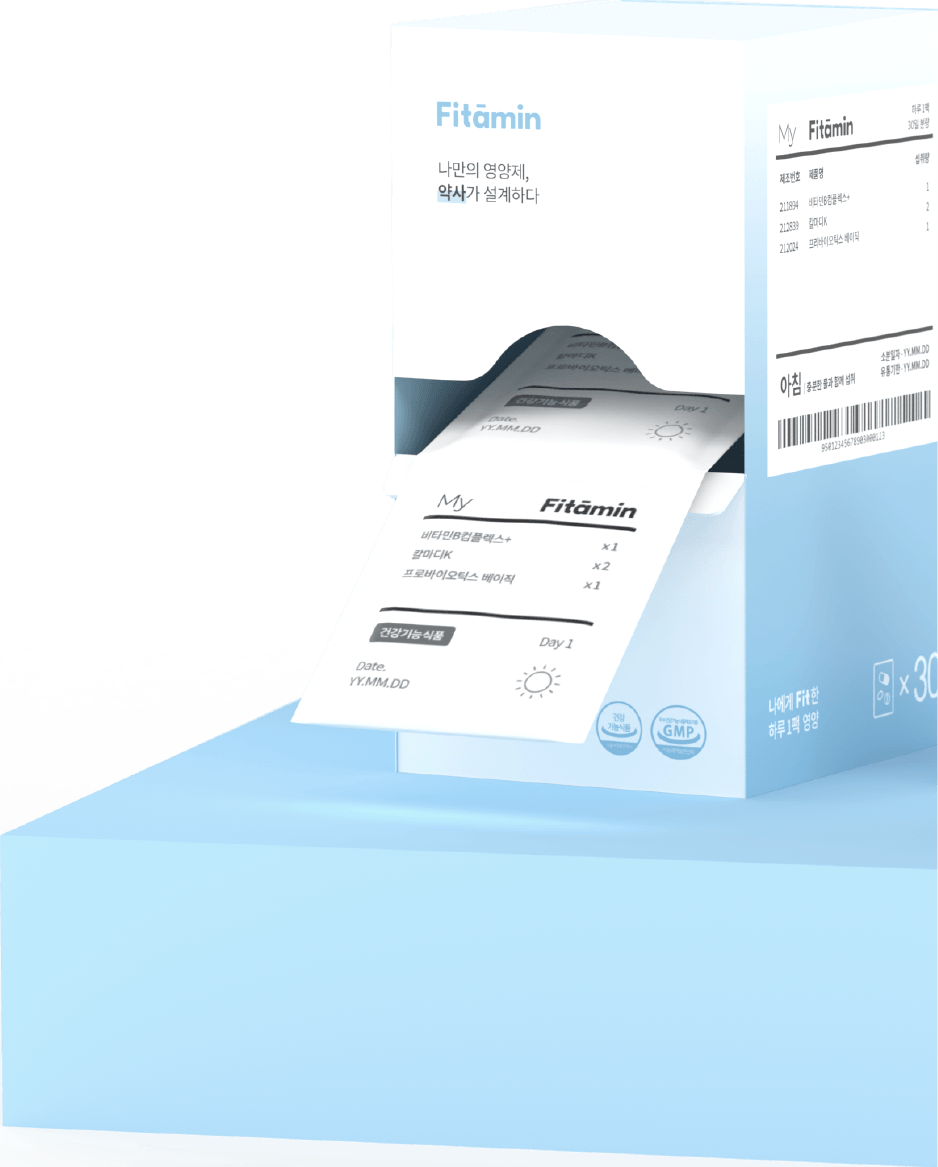 Fitāmin
나만의 영양제,
약사가 설계하다
Day 1
건강기능식품
Date.
YY.MM.DD
My Fitāmin
비타민B컴플렉스+ x1
칼마디K x2
프로바이오틱스 베이직 x1
건강기능식품
Day 1
Date.
YY.MM.DD
건강
기능식품
GMP
My Fitāmin
하루 1팩
30일 분량
제조번호 제품명 섭취량
211894 비타민B컴플렉스+ 1
212839 칼마디K 2
212024 프로바이오틱스 베이직 1
아침 충분한 물과 함께 섭취
소분일자 - YY.MM.DD
유통기한 - YY.MM.DD
나에게 Fit한
하루 1팩 영양
x 30